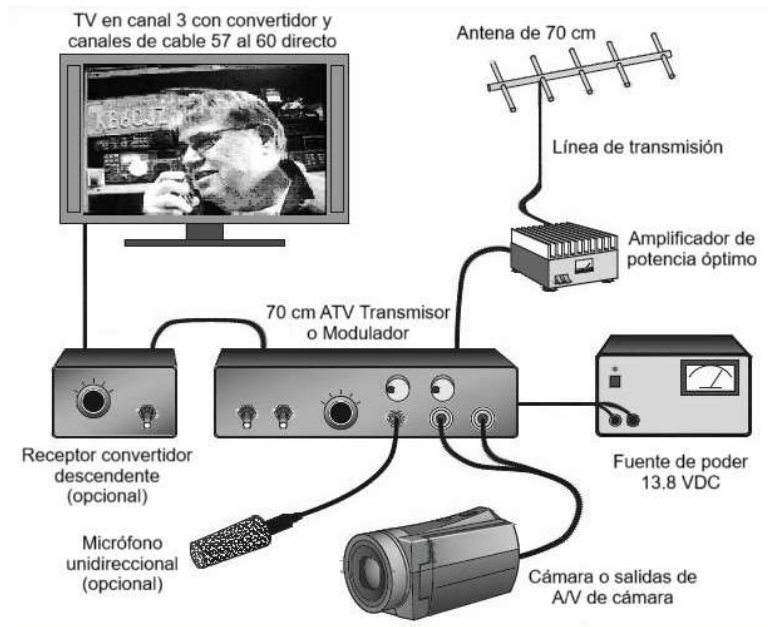 TV en canal 3 con convertidor y
canales de cable 57 al 60 directo
Antena de 70 cm
KB6OJZ
Línea de transmisión
Amplificador de
potencia óptimo
70 cm ATV Transmisor
o Modulador
Receptor convertidor
descendente
(opcional)
Fuente de poder
13.8 VDC
Micrófono
unidireccional
(opcional)
Cámara o salidas de
A/V de cámara